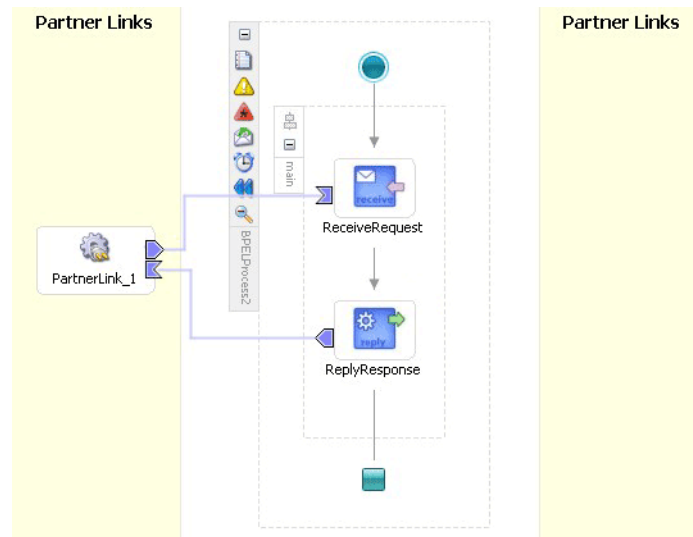 Partner Links
Partner Links
main
receive
ReceiveRequest
BPELProcess2
PartnerLink_1
reply
ReplyResponse